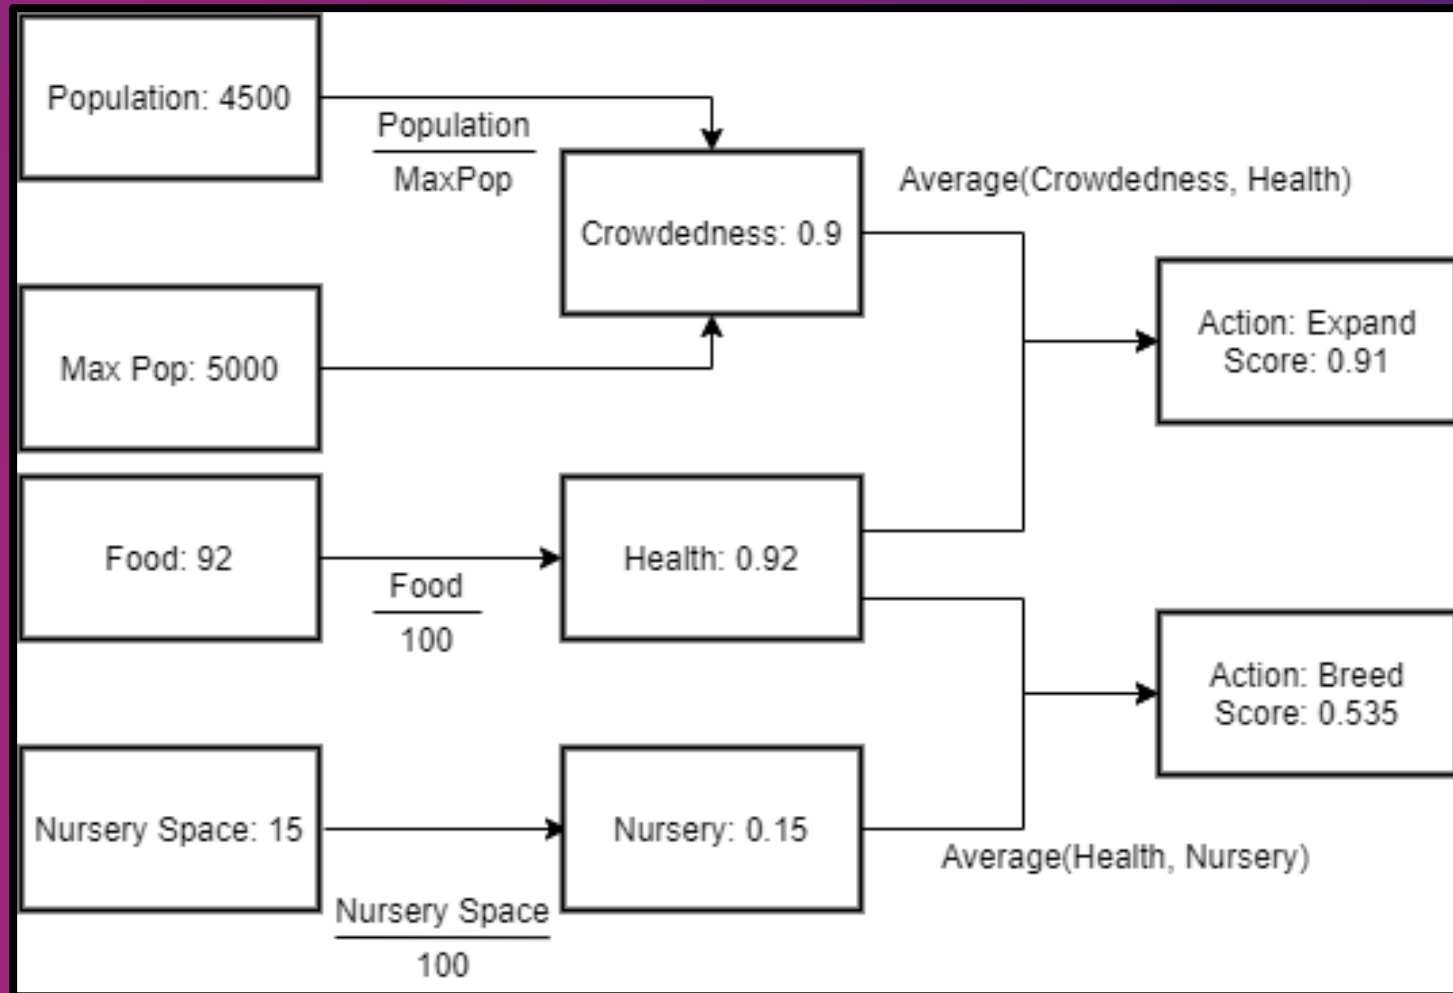 Population: 4500
Population
MaxPop
Crowdedness: 0.9
Average(Crowdedness, Health)
Max Pop: 5000
Action: Expand
Score: 0.91
Food: 92
Food
100
Health: 0.92
Action: Breed
Score: 0.535
Nursery Space: 15
Nursery Space
100
Nursery: 0.15
Average(Health, Nursery)